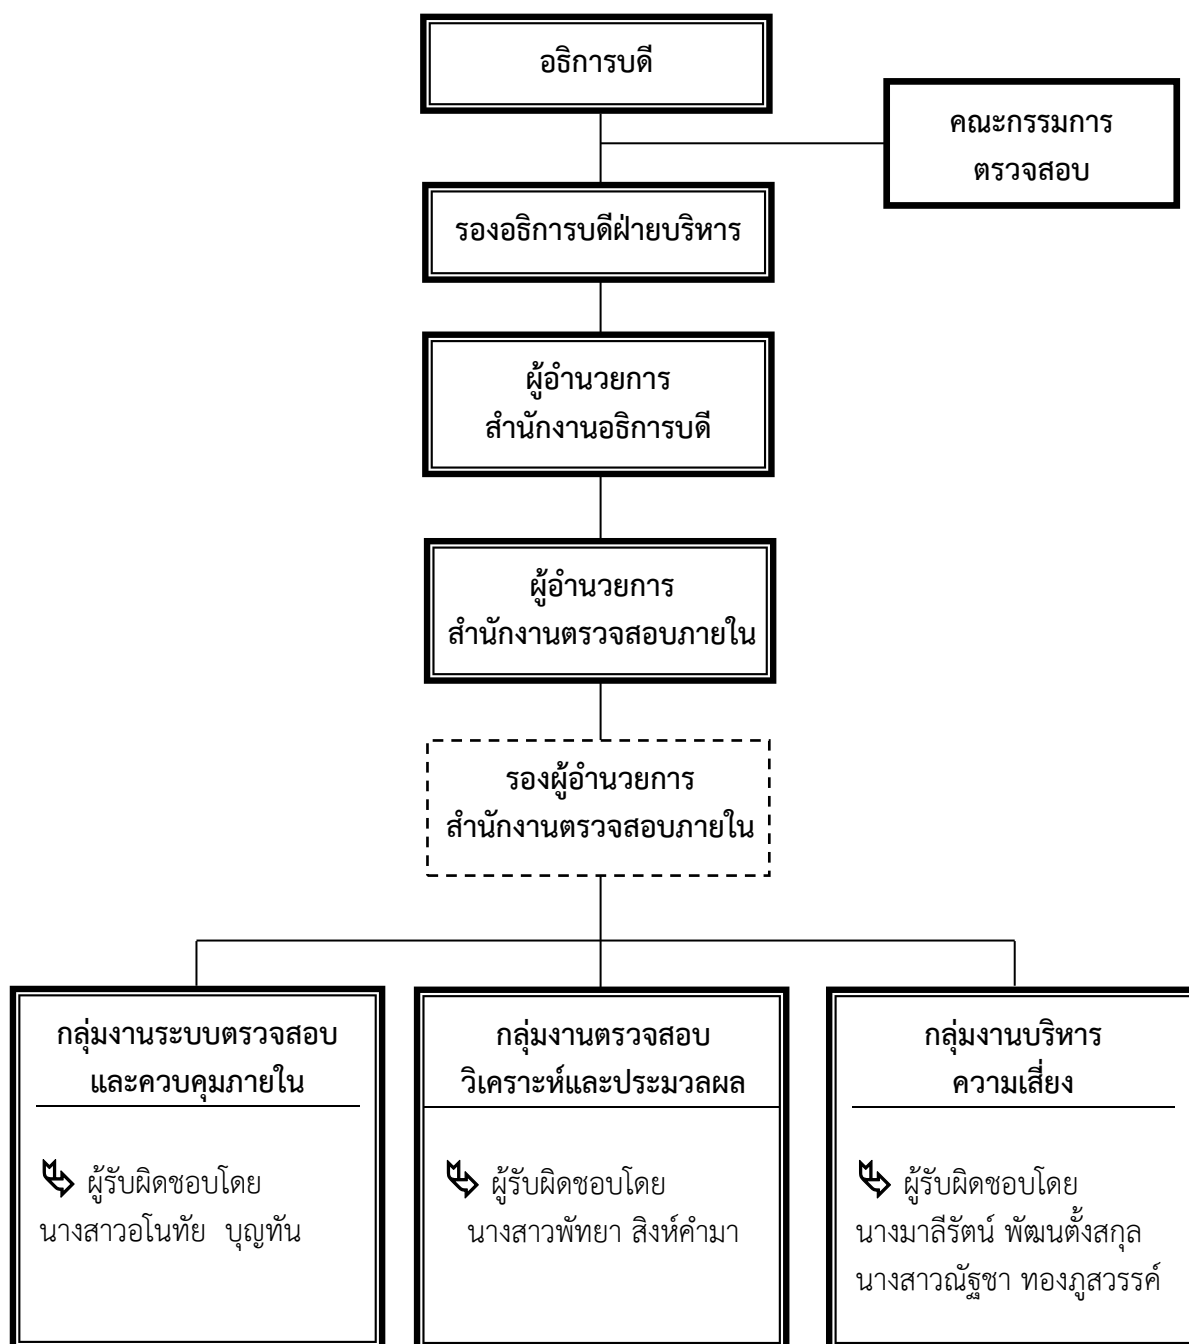 อธิการบดี
คณะกรรมการ
ตรวจสอบ
รองอธิการบดีฝ่ายบริหาร
ผู้อำนวยการ
สำนักงานอธิการบดี
ผู้อำนวยการ
สำนักงานตรวจสอบภายใน
รองผู้อำนวยการ
สำนักงานตรวจสอบภายใน
กลุ่มงานระบบตรวจสอบ
และควบคุมภายใน
ผู้รับผิดชอบโดย
นางสาวอโนทัย บุญทัน
กลุ่มงานตรวจสอบ
วิเคราะห์และประมวลผล
ผู้รับผิดชอบโดย
นางสาวพัทยา สิงห์คำมา
กลุ่มงานบริหาร
ความเสี่ยง
ผู้รับผิดชอบโดย
นางมาลีรัตน์ พัฒนตั้งสกุล
นางสาวณัฐชา ทองภูสวรรค์